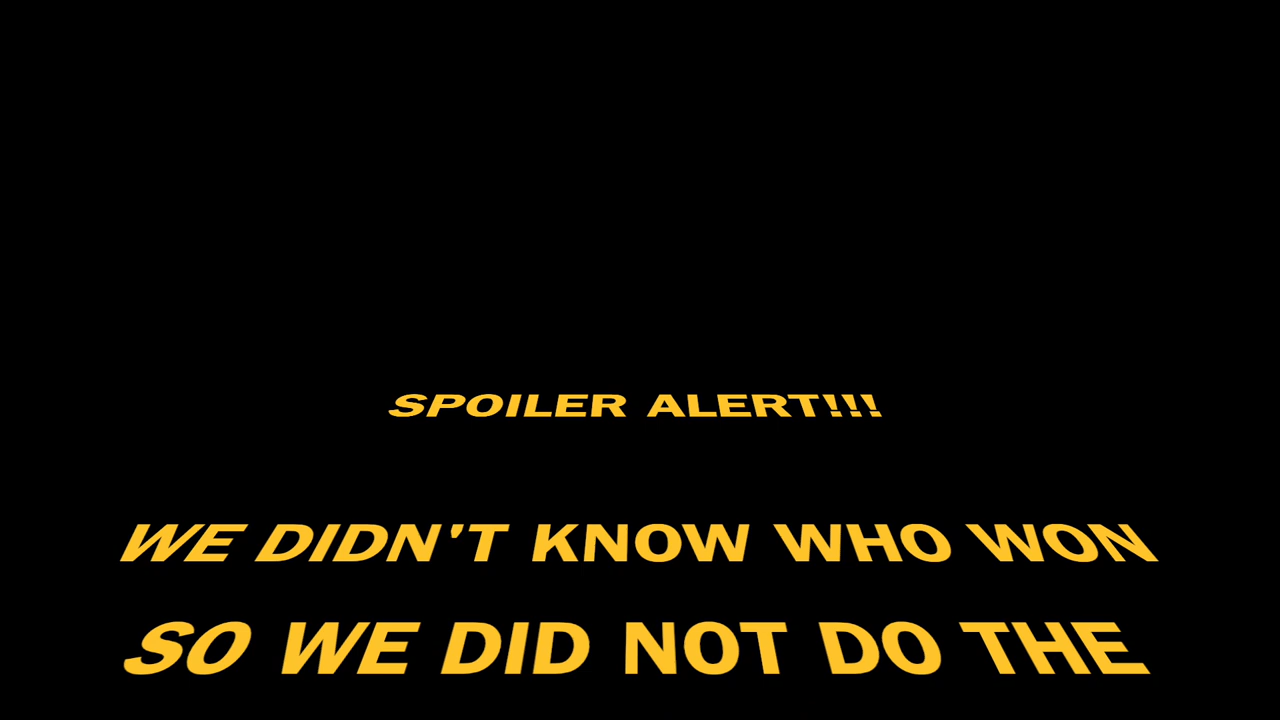 SPOILER ALERT!!!
WE DIDN'T KNOW WHO WON
SO WE DID NOT DO THE